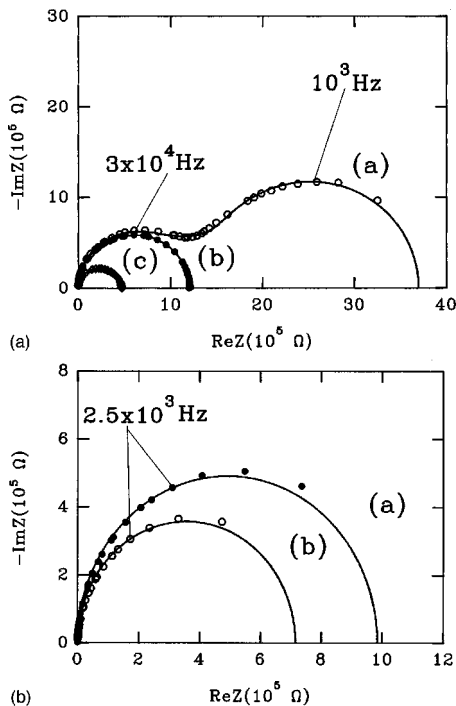 30
20
10
0
-ImZ(10⁵ Ω)
10³Hz
3x10⁴Hz
(a)
(c)
(b)
0
10
20
30
40
(a)
ReZ(10⁵ Ω)
8
6
4
2
0
-ImZ(10⁵ Ω)
2.5x10³Hz
(a)
(b)
0
2
4
6
8
10
12
(b)
ReZ(10⁵ Ω)